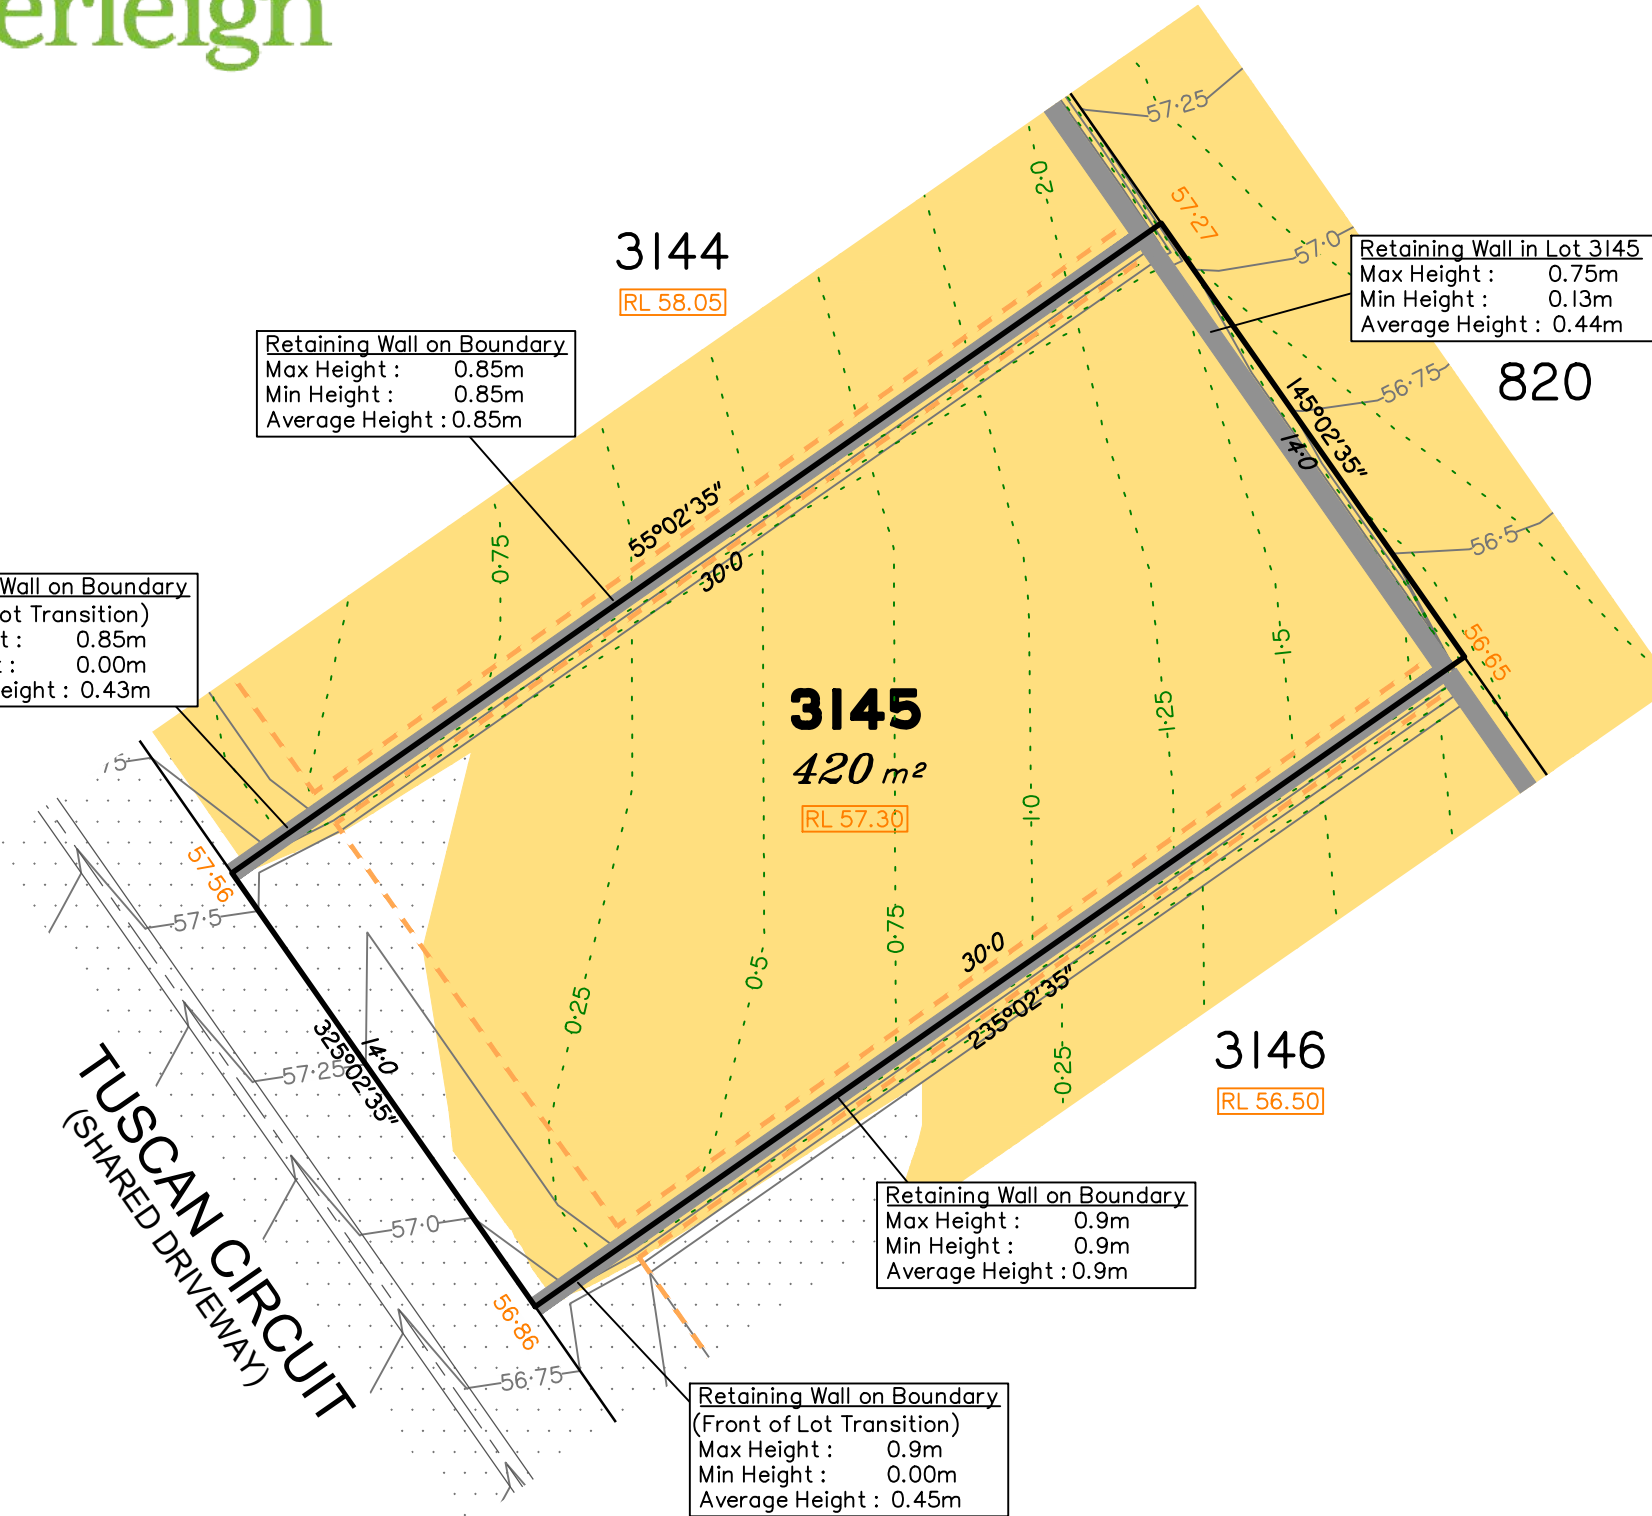 erleigh
57·25
2·0
57·27
57·0
3144
RL 58.05
Retaining Wall in Lot 3145
Max Height : 0.75m
Min Height : 0.13m
Average Height : 0.44m
Retaining Wall on Boundary
Max Height : 0.85m
Min Height : 0.85m
Average Height : 0.85m
820
56·75
145°02'35"
14·0
55°02'35"
30·0
0·75
56·5
Wall on Boundary
ot Transition)
t : 0.85m
: 0.00m
eight : 0.43m
1·5
56·65
3145
420 m²
RL 57.30
1·25
1·0
75
57·56
57·5
0·75
0·5
0·25
30·0
235°02'35"
3146
RL 56.50
0·25
57·25
14·0
325°02'35"
TUSCAN CIRCUIT
(SHARED DRIVEWAY)
57·0
Retaining Wall on Boundary
Max Height : 0.9m
Min Height : 0.9m
Average Height : 0.9m
56·86
56·75
Retaining Wall on Boundary
(Front of Lot Transition)
Max Height : 0.9m
Min Height : 0.00m
Average Height : 0.45m